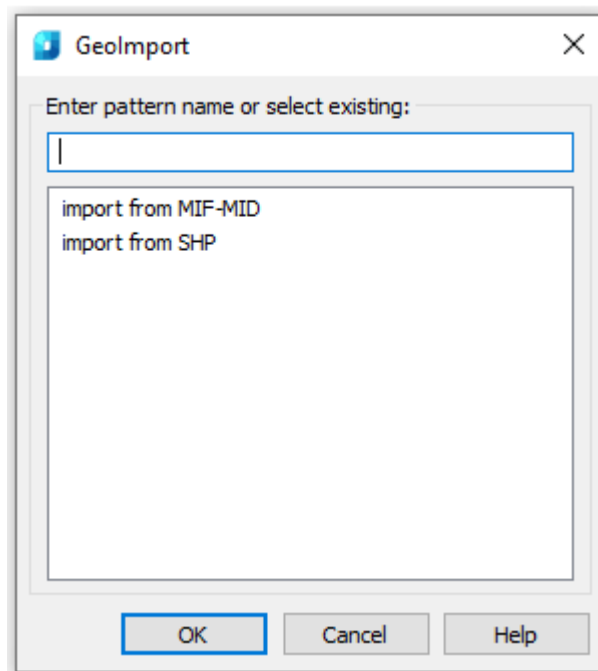 GeoImport
Enter pattern name or select existing:
import from MIF-MID
import from SHP
OK
Cancel
Help